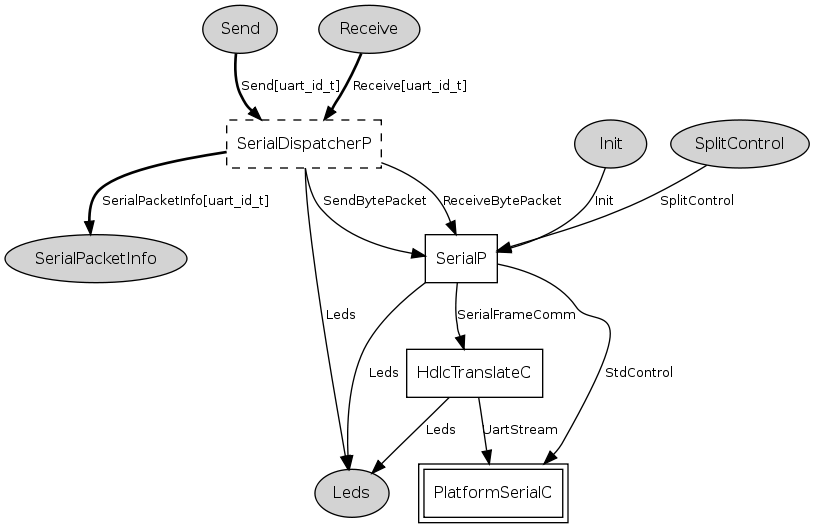 Send
Receive
Send[uart_id_t]
Receive[uart_id_t]
SerialDispatcherP
Init
SplitControl
SerialPacketInfo[uart_id_t]
SendBytePacket
ReceiveBytePacket
Init
SplitControl
SerialPacketInfo
SerialP
Leds
SerialFrameComm
HdlcTranslateC
Leds
StdControl
Leds
UartStream
Leds
PlatformSerialC